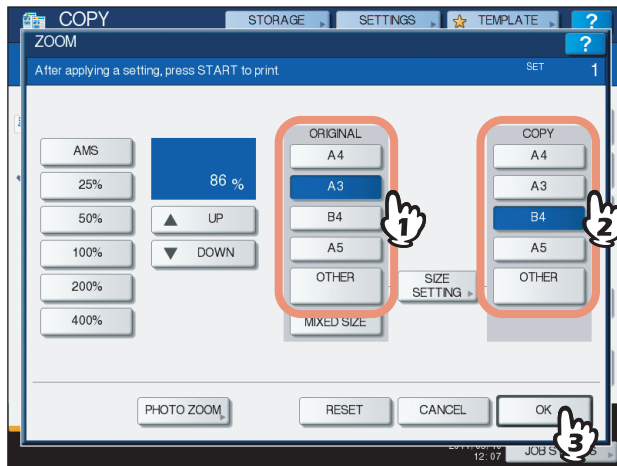 COPY
STORAGE
SETTINGS
TEMPLATE
?
ZOOM
?
After applying a setting, press START to print.
SET
1
ORIGINAL
COPY
AMS
25%
50%
100%
200%
400%
86 %
UP
DOWN
A4
A3
B4
A5
OTHER
MIXED SIZE
SIZE
SETTING
A4
A3
B4
A5
OTHER
1
2
PHOTO ZOOM
RESET
CANCEL
OK
3
12:07
JOB S